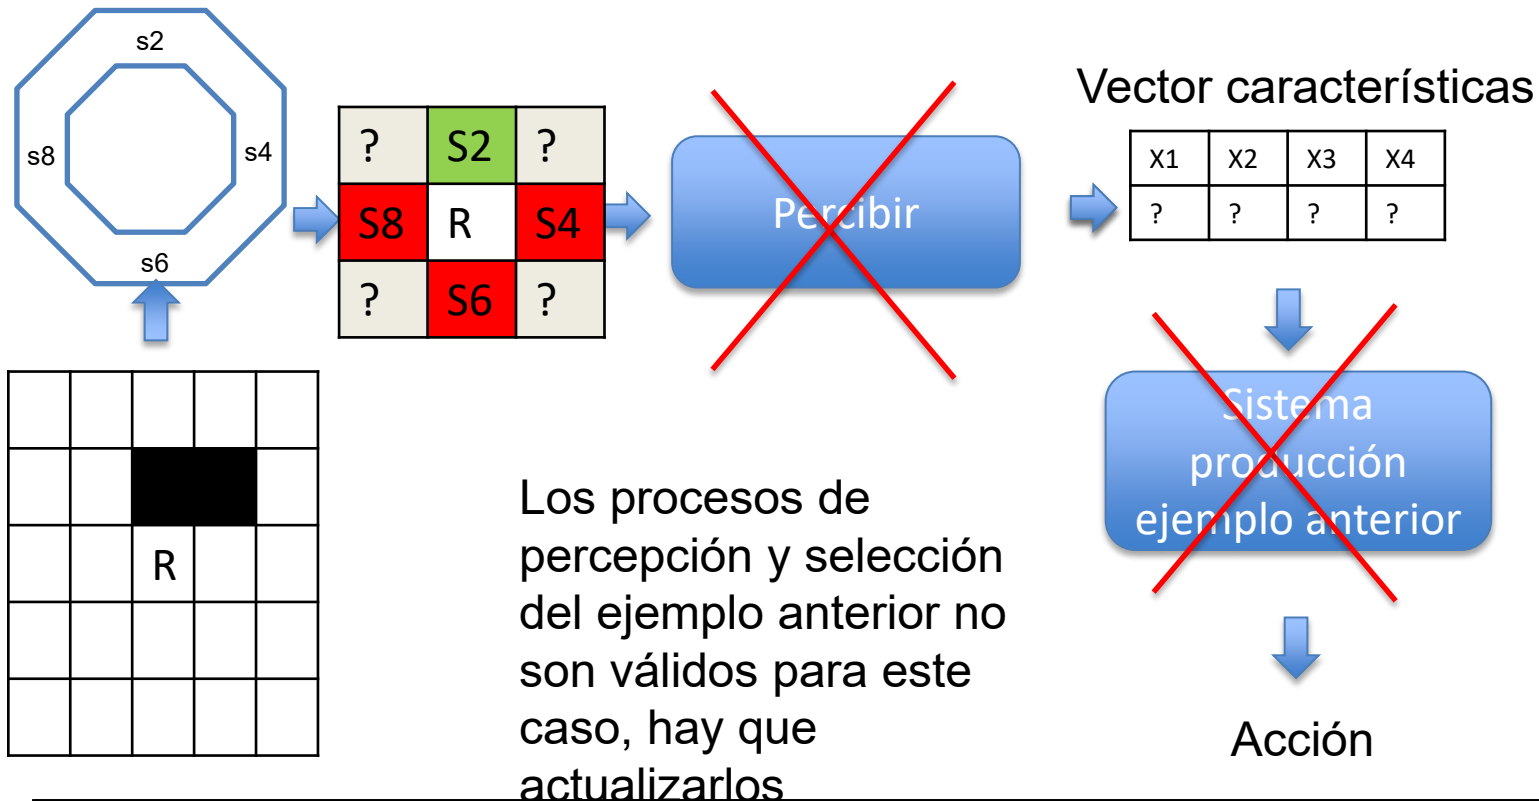 s2
s8
s4
s6
? S2 ?
S8 R S4
? S6 ?
Percibir
Vector características
X1 X2 X3 X4
? ? ? ?
Sistema
producción
ejemplo anterior
Acción
R
Los procesos de
percepción y selección
del ejemplo anterior no
son válidos para este
caso, hay que
actualizarlos